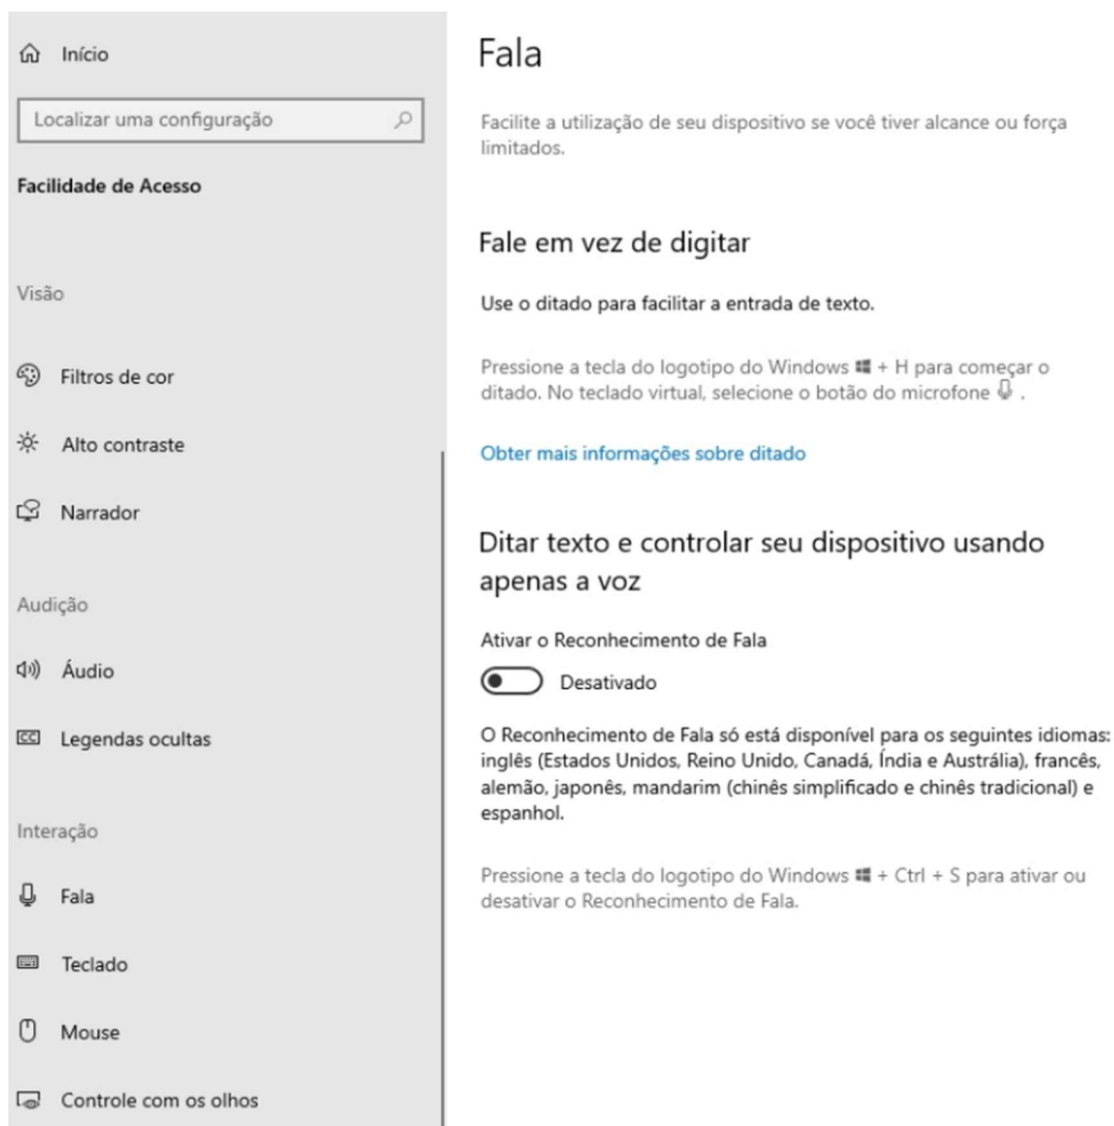 Início
Localizar uma configuração
Facilidade de Acesso
Visão
Filtros de cor
Alto contraste
Narrador
Audição
Áudio
Legendas ocultas
Interação
Fala
Teclado
Mouse
Controle com os olhos
Fala
Facilite a utilização de seu dispositivo se você tiver alcance ou força
limitados.
Fale em vez de digitar
Use o ditado para facilitar a entrada de texto.
Pressione a tecla do logotipo do Windows + H para começar o
ditado. No teclado virtual, selecione o botão do microfone .
Obter mais informações sobre ditado
Ditar texto e controlar seu dispositivo usando
apenas a voz
Ativar o Reconhecimento de Fala
Desativado
O Reconhecimento de Fala só está disponível para os seguintes idiomas:
inglês (Estados Unidos, Reino Unido, Canadá, Índia e Austrália), francês,
alemão, japonês, mandarim (chinês simplificado e chinês tradicional) e
espanhol.
Pressione a tecla do logotipo do Windows + Ctrl + S para ativar ou
desativar o Reconhecimento de Fala.